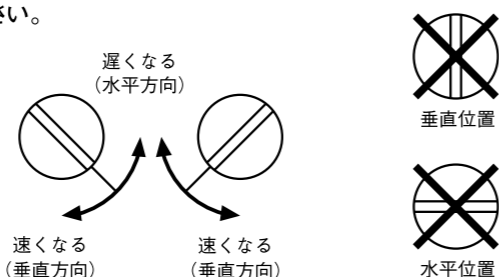 さい。
遅くなる
（水平方向）
速くなる
（垂直方向）
速くなる
（垂直方向）
垂直位置
水平位置